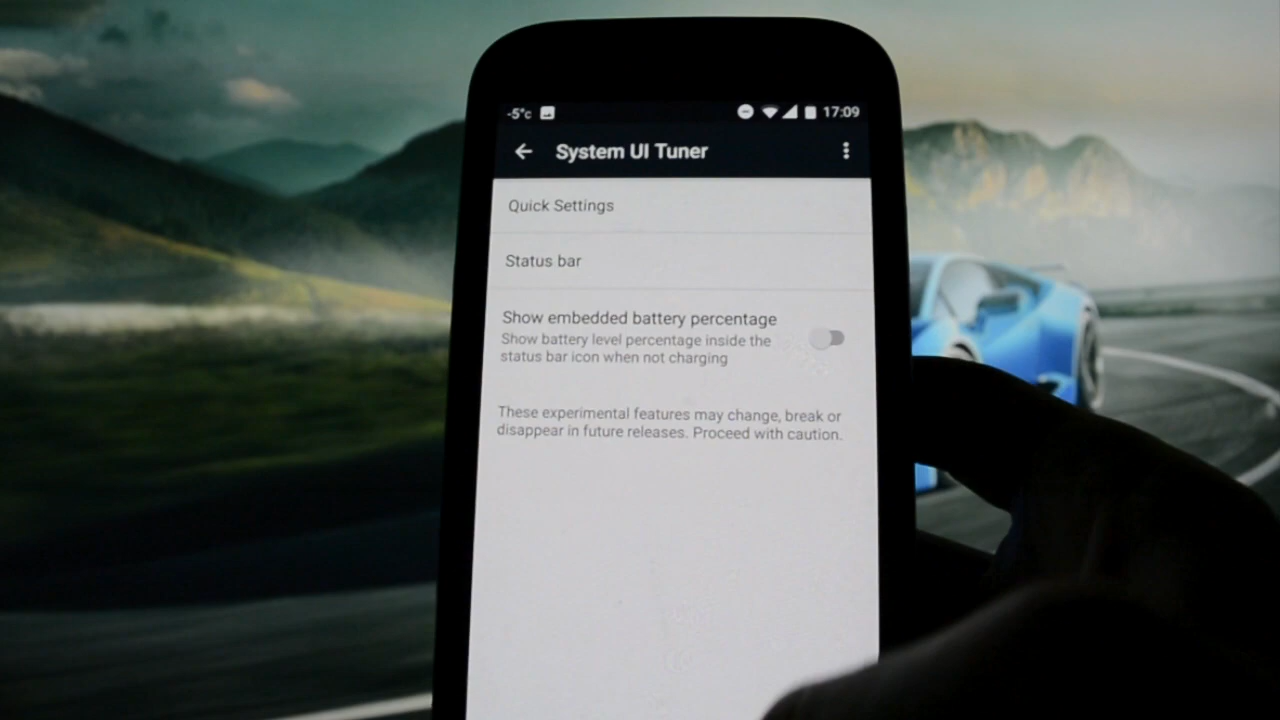 -5°c 17:09
System UI Tuner
Quick Settings
Status bar
Show embedded battery percentage
Show battery level percentage inside the
status bar icon when not charging
These experimental features may change, break or
disappear in future releases. Proceed with caution.